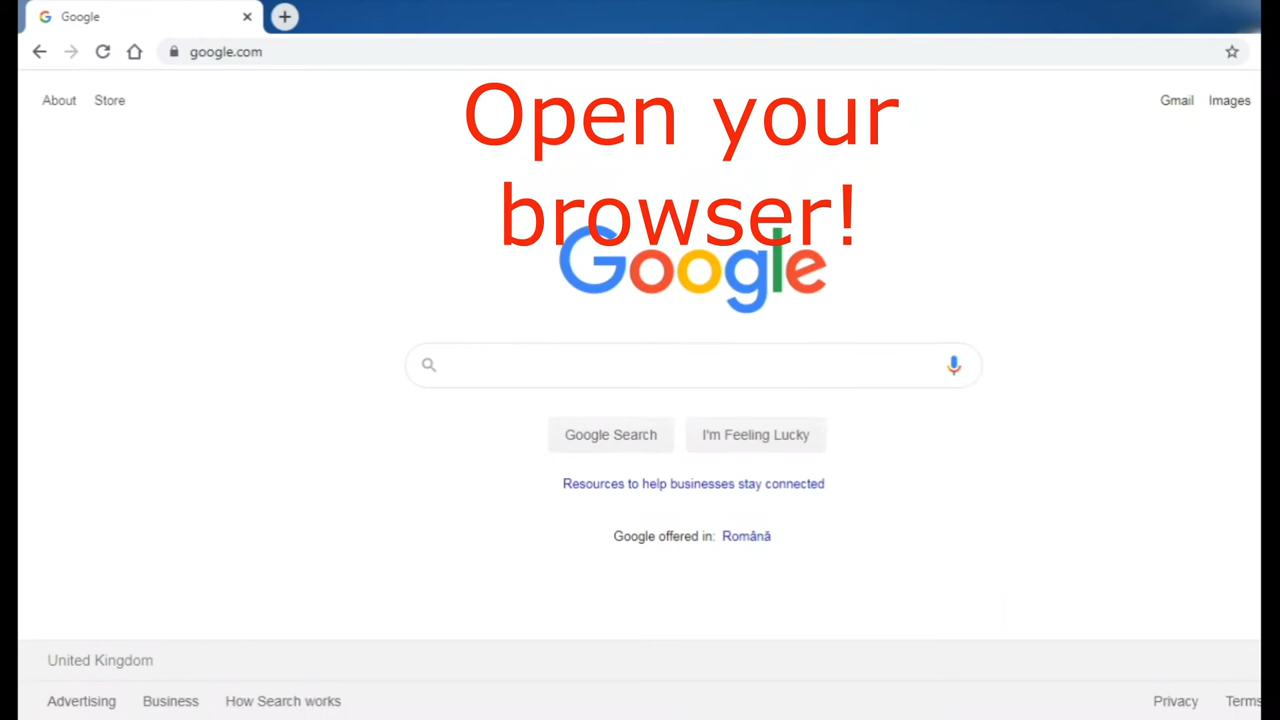 Google
google.com
About Store
Gmail Images
Open your
browser!
Google
Google Search I'm Feeling Lucky
Resources to help businesses stay connected
Google offered in: Română
United Kingdom
Advertising Business How Search works
Privacy Terms